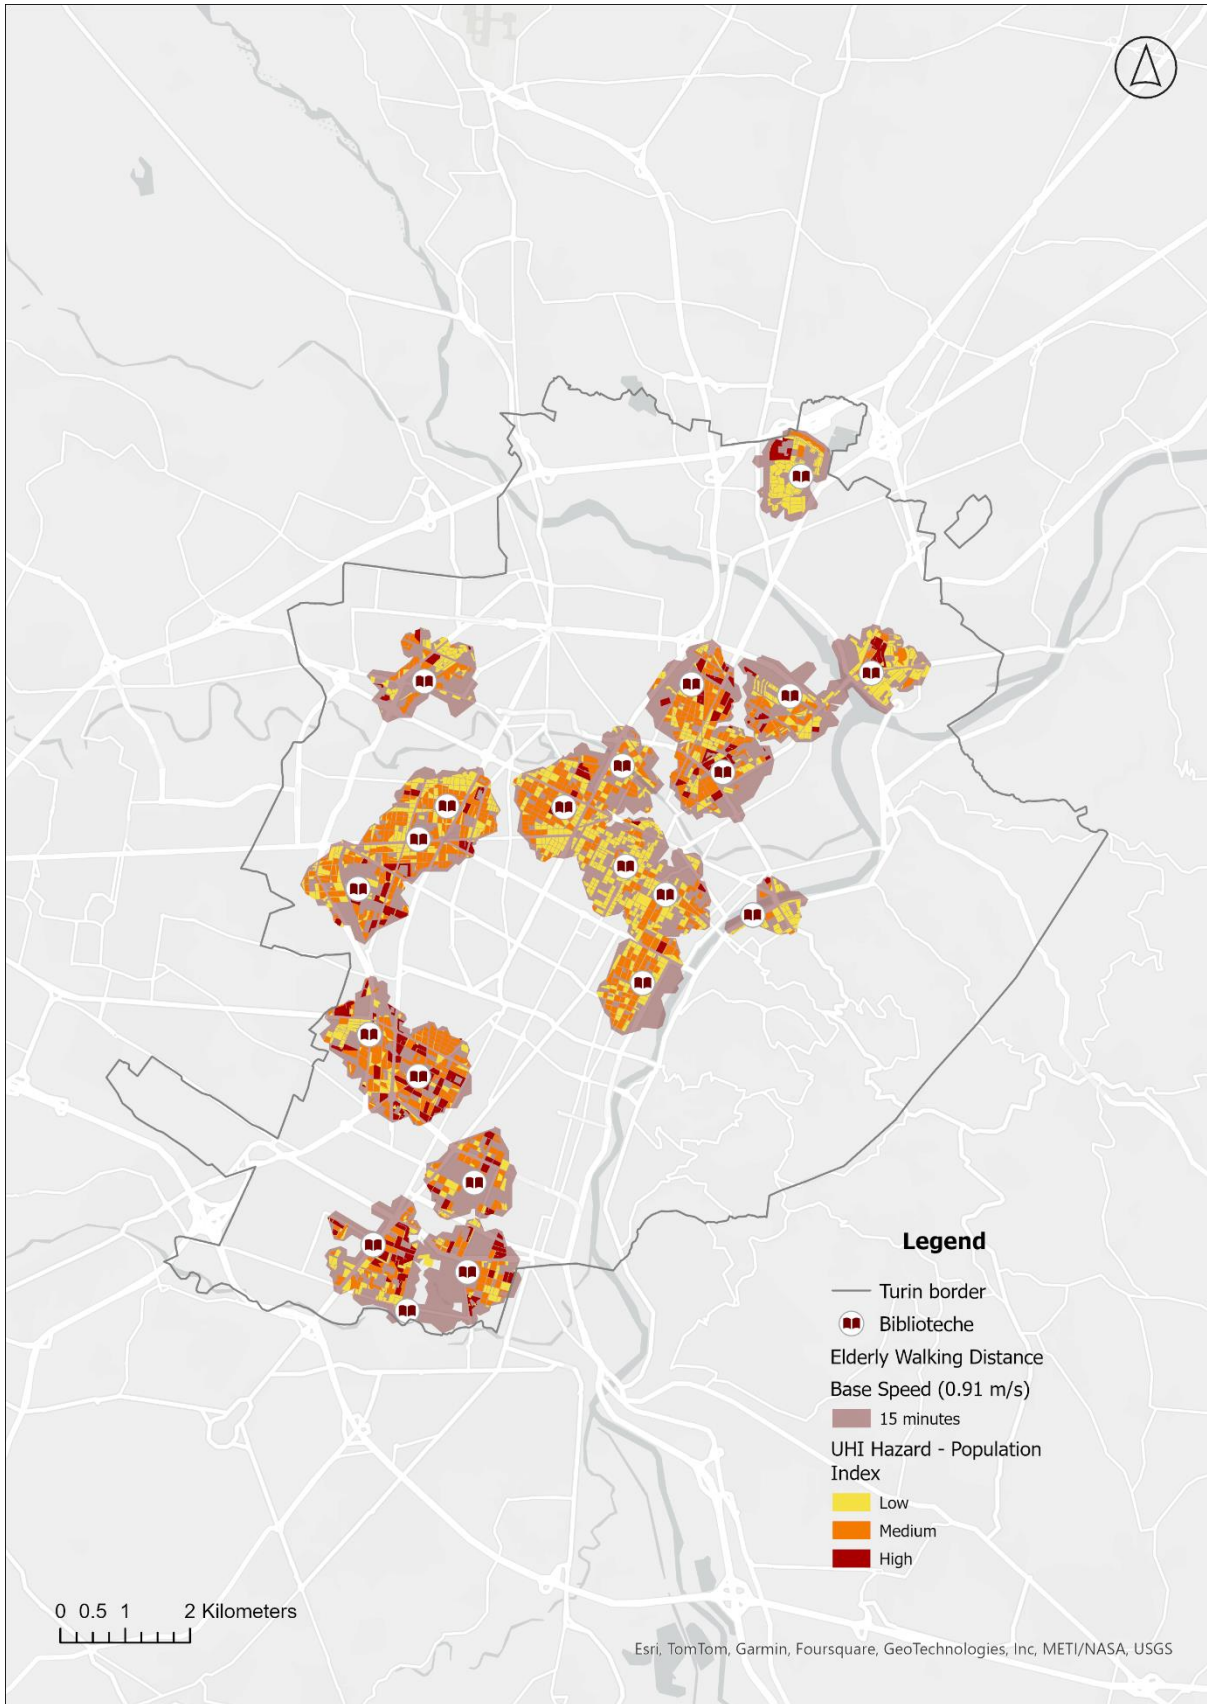 Legend
Turin border
Biblioteche
Elderly Walking Distance
Base Speed (0.91 m/s)
15 minutes
UHI Hazard - Population
Index
Low
Medium
High
0 0.5 1 2 Kilometers
Esri, TomTom, Garmin, Foursquare, GeoTechnologies, Inc, METI/NASA, USGS